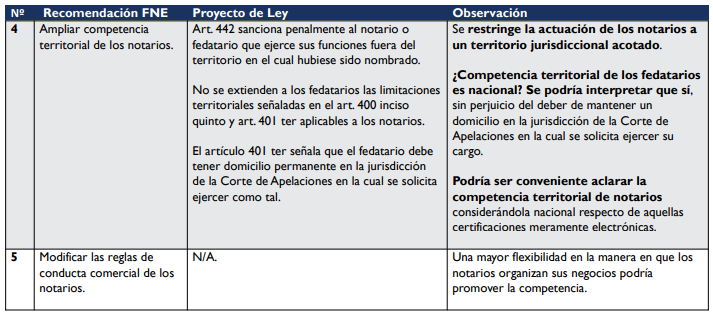 Nº Recomendación FNE Proyecto de Ley Observación
4
Ampliar competencia
territorial de los notarios.
Art. 442 sanciona penalmente al notario o
fedatario que ejerce sus funciones fuera del
territorio en el cual hubiese sido nombrado.
No se extienden a los fedatarios las limitaciones
territoriales señaladas en el art. 400 inciso
quinto y art. 401 ter aplicables a los notarios.
El artículo 401 ter señala que el fedatario debe
tener domicilio permanente en la jurisdicción
de la Corte de Apelaciones en la cual se solicita
ejercer como tal.
Se restringe la actuación de los notarios a
un territorio jurisdiccional acotado.
¿Competencia territorial de los fedatarios
es nacional? Se podría interpretar que sí,
sin perjuicio del deber de mantener un
domicilio en la jurisdicción de la Corte de
Apelaciones en la cual se solicita ejercer su
cargo.
Podría ser conveniente aclarar la
competencia territorial de notarios
considerándola nacional respecto de aquellas
certificaciones meramente electrónicas.
5
Modificar las reglas de
conducta comercial de los
notarios.
N/A.
Una mayor flexibilidad en la manera en que los
notarios organizan sus negocios podría
promover la competencia.